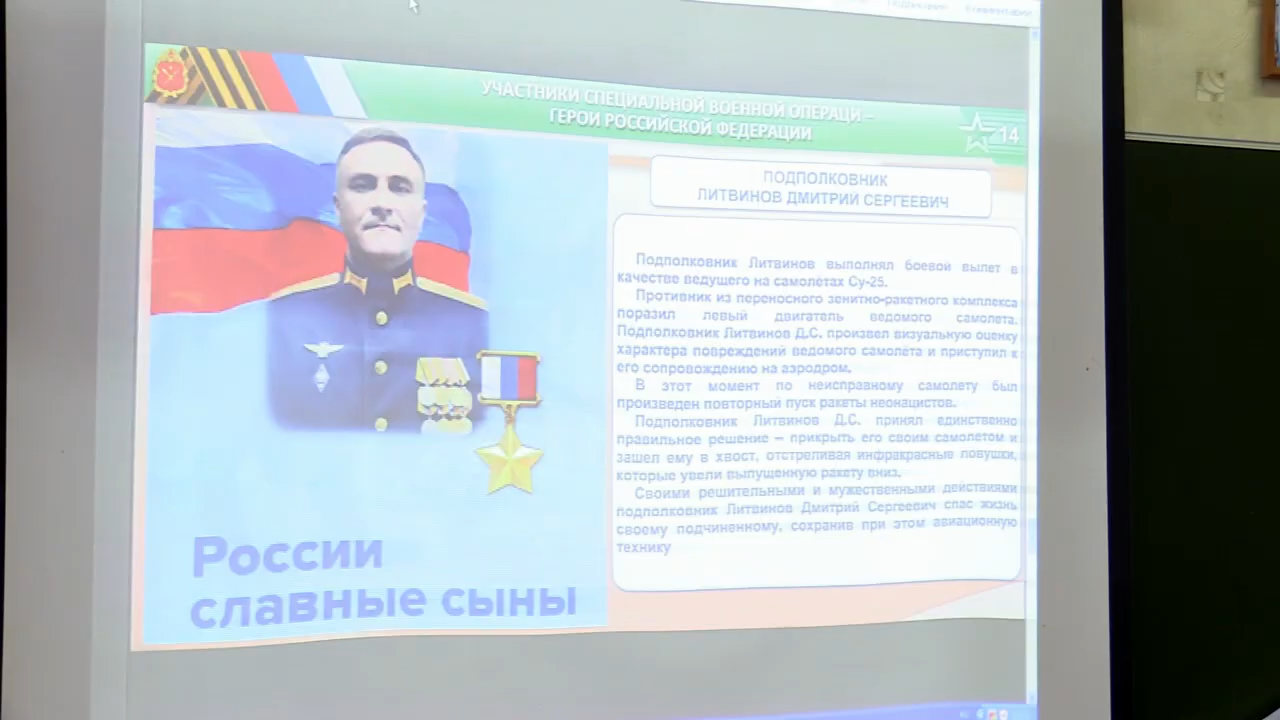 УЧАСТНИКИ СПЕЦИАЛЬНОЙ ВОЕННОЙ ОПЕРАЦИ –
ГЕРОИ РОССИЙСКОЙ ФЕДЕРАЦИИ
14
ПОДПОЛКОВНИК
ЛИТВИНОВ ДМИТРИЙ СЕРГЕЕВИЧ
Подполковник Литвинов выполнял боевой вылет в
качестве ведущего на самолетах Су-25.
Противник из переносного зенитно-ракетного комплекса
поразил левый двигатель ведомого самолета.
Подполковник Литвинов Д.С. произвел визуальную оценку
характера повреждений ведомого самолета и приступил к
его сопровождению на аэродром.
В этот момент по неисправному самолету был
произведен повторный пуск ракеты неонацистов.
Подполковник Литвинов Д.С. принял единственно
правильное решение – прикрыть его своим самолетом и
зашел ему в хвост, отстреливая инфракрасные ловушки,
которые увели выпущенную ракету вниз.
Своими решительными и мужественными действиями
подполковник Литвинов Дмитрий Сергеевич спас жизнь
своему подчиненному, сохранив при этом авиационную
технику
России
славные сыны